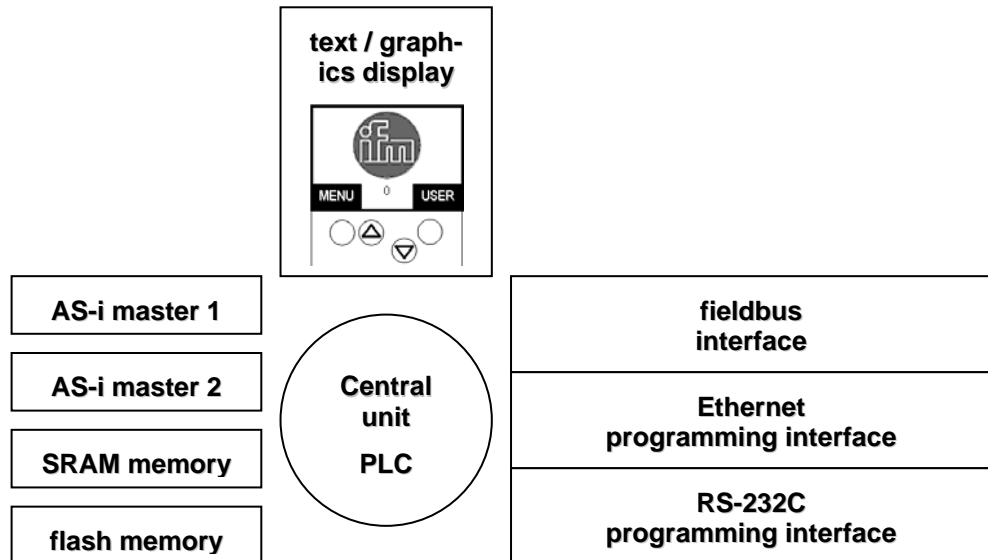 text / graph-
ics display
ifm
MENU
0
USER
AS-i master 1
AS-i master 2
SRAM memory
flash memory
Central
unit
PLC
fieldbus
interface
Ethernet
programming interface
RS-232C
programming interface